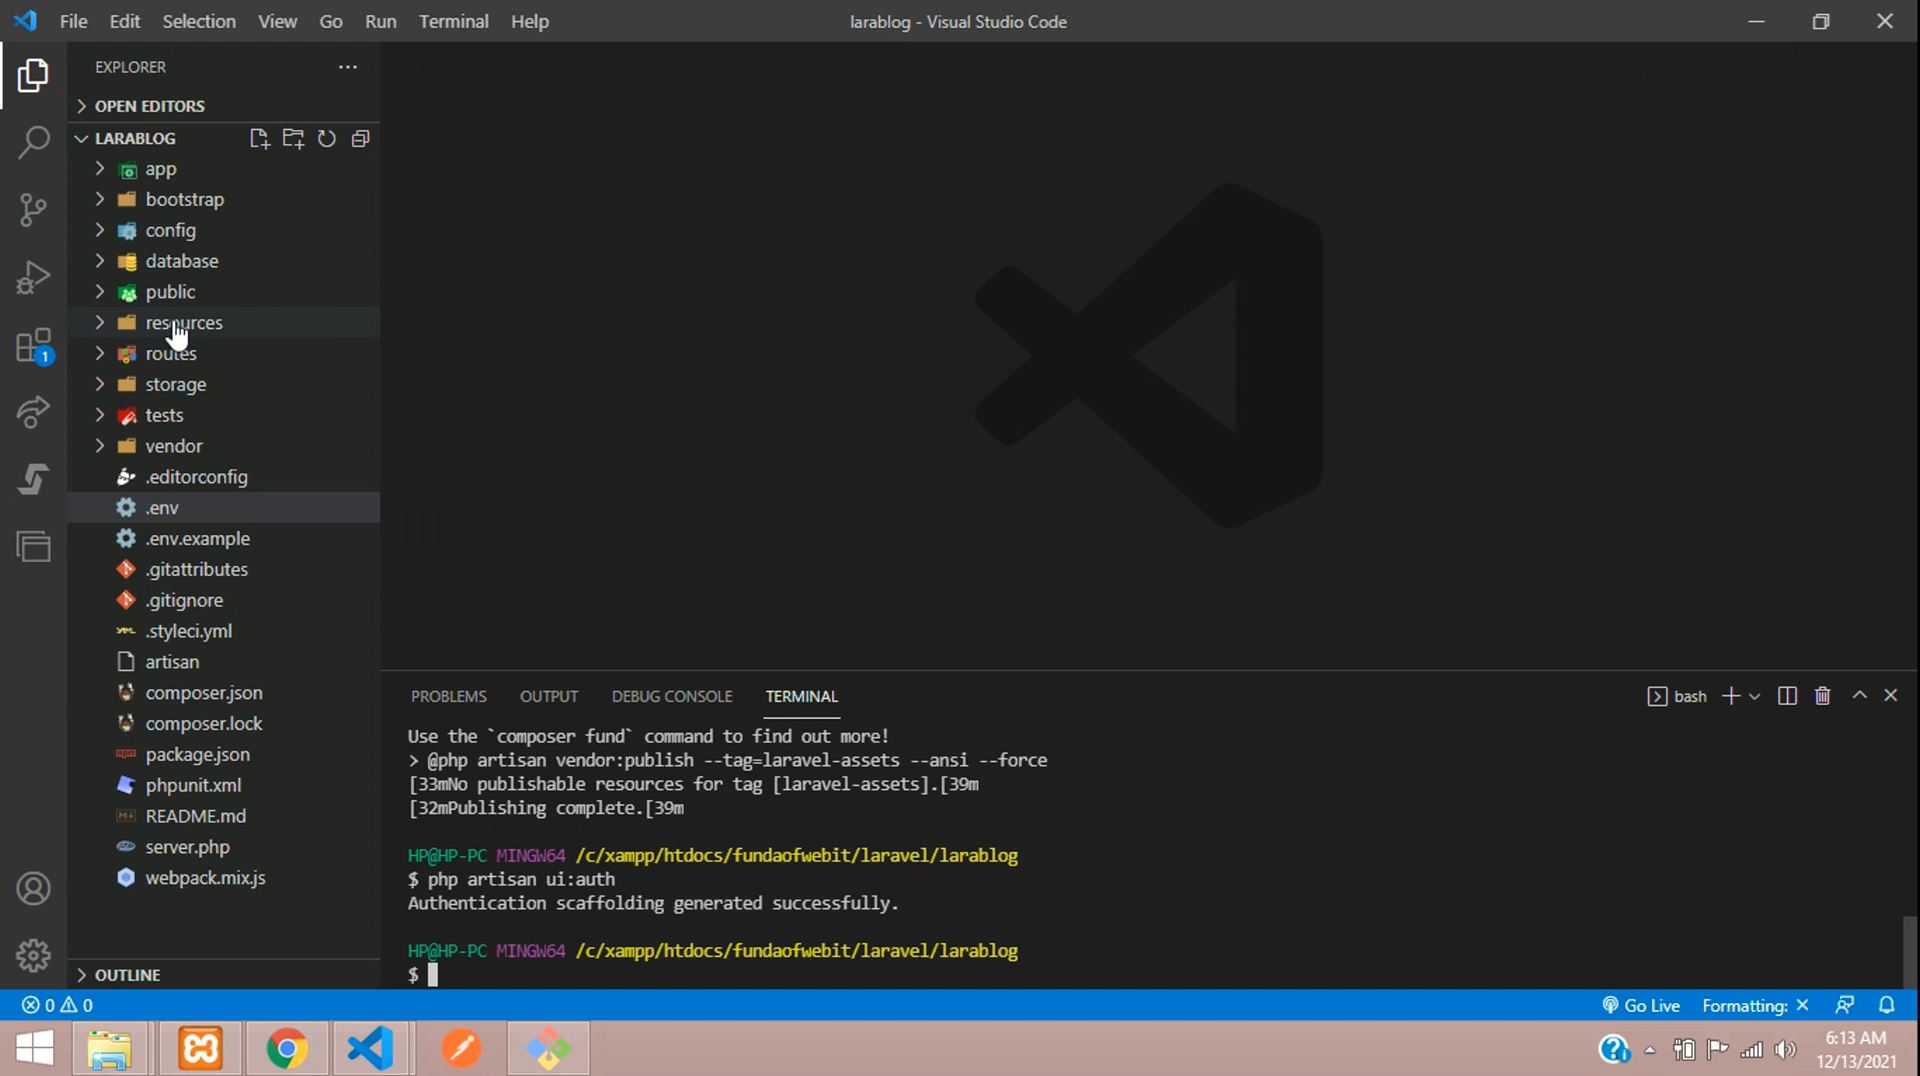 File Edit Selection View Go Run Terminal Help
larablog - Visual Studio Code
EXPLORER
OPEN EDITORS
LARABLOG
app
bootstrap
config
database
public
resources
routes
storage
tests
vendor
.editorconfig
.env
.env.example
.gitattributes
.gitignore
.styleci.yml
artisan
composer.json
composer.lock
package.json
phpunit.xml
README.md
server.php
webpack.mix.js
OUTLINE
1
PROBLEMS OUTPUT DEBUG CONSOLE TERMINAL
bash
Use the `composer fund` command to find out more!
> @php artisan vendor:publish --tag=laravel-assets --ansi --force
[33mNo publishable resources for tag [laravel-assets].[39m
[32mPublishing complete.[39m
HP@HP-PC MINGW64 /c/xampp/htdocs/fundaofwebit/laravel/larablog
$ php artisan ui:auth
Authentication scaffolding generated successfully.
HP@HP-PC MINGW64 /c/xampp/htdocs/fundaofwebit/laravel/larablog
$
0 0
Go Live Formatting: ×
6:13 AM
12/13/2021